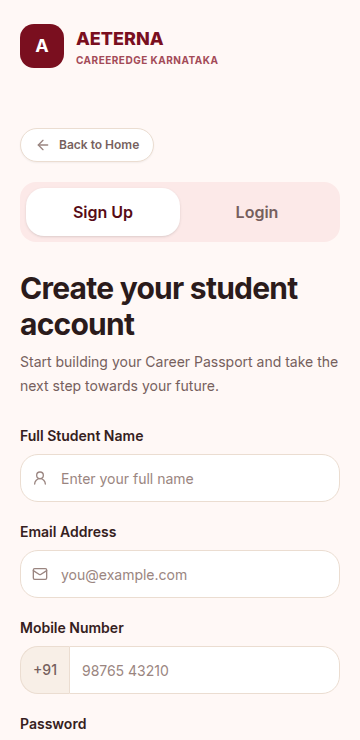 A
AETERNA
CAREEREDGE KARNATAKA
Back to Home
Sign Up
Login
Create your student
account
Start building your Career Passport and take the
next step towards your future.
Full Student Name
Enter your full name
Email Address
you@example.com
Mobile Number
+91
98765 43210
Password